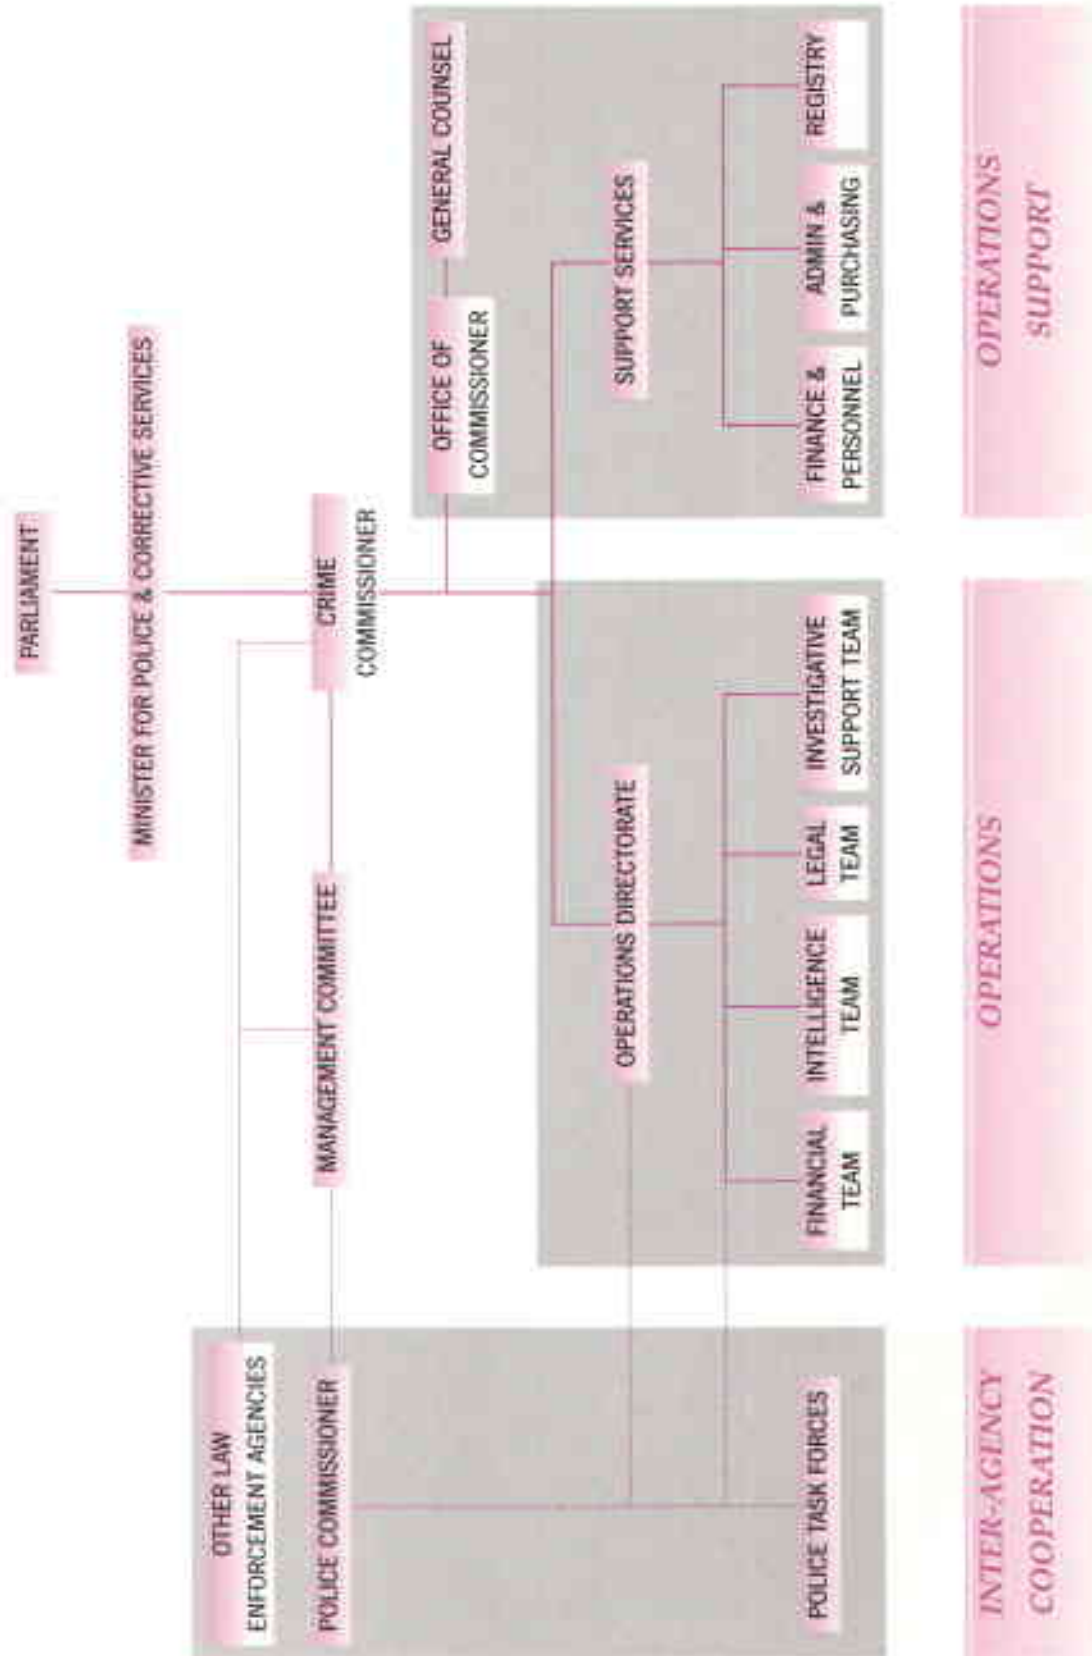 PARLIAMENT
MINISTER FOR POLICE & CORRECTIVE SERVICES
OTHER LAW
ENFORCEMENT AGENCIES
POLICE COMMISSIONER
MANAGEMENT COMMITTEE
CRIME
COMMISSIONER
OFFICE OF
COMMISSIONER
GENERAL COUNSEL
OPERATIONS DIRECTORATE
SUPPORT SERVICES
POLICE TASK FORCES
FINANCIAL
TEAM
INTELLIGENCE
TEAM
LEGAL
TEAM
INVESTIGATIVE
SUPPORT TEAM
FINANCE &
PERSONNEL
ADMIN &
PURCHASING
REGISTRY
INTER-AGENCY
COOPERATION
OPERATIONS
OPERATIONS
SUPPORT